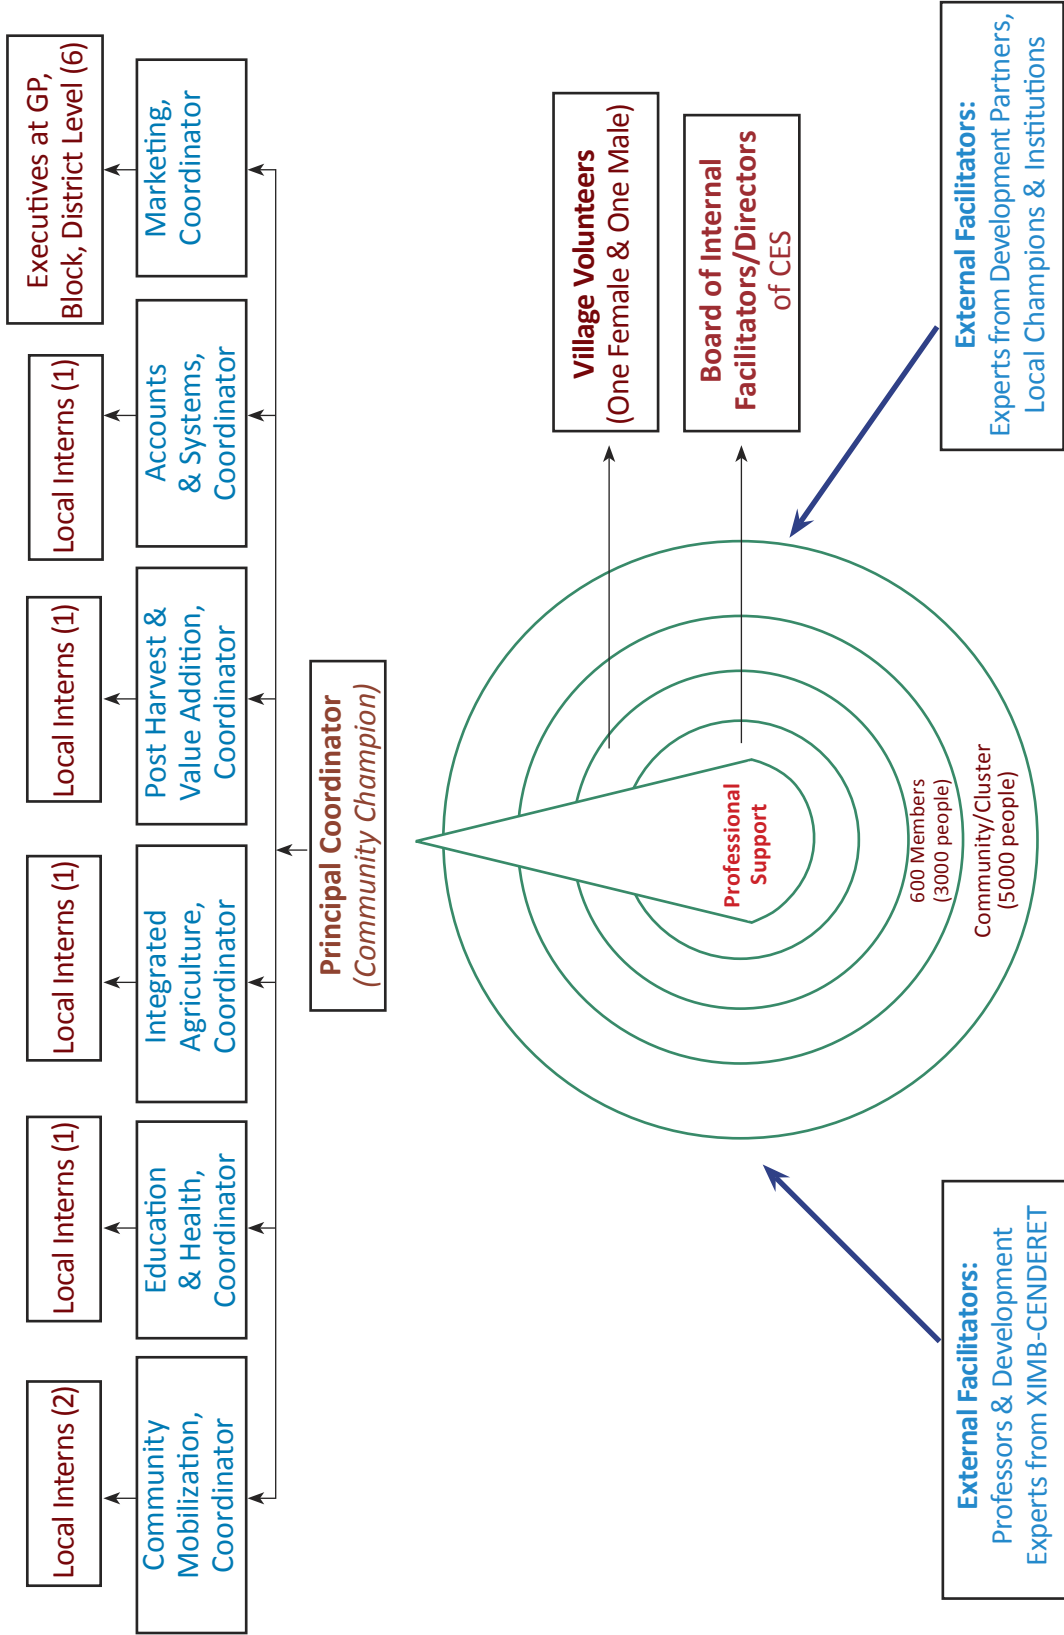 Local Interns (2)
Local Interns (1)
Local Interns (1)
Local Interns (1)
Local Interns (1)
Executives at GP,
Block, District Level (6)
Community
Mobilization,
Coordinator
Education
& Health,
Coordinator
Integrated
Agriculture,
Coordinator
Post Harvest &
Value Addition,
Coordinator
Accounts
& Systems,
Coordinator
Marketing,
Coordinator
Principal Coordinator
(Community Champion)
Village Volunteers
(One Female & One Male)
Board of Internal
Facilitators/Directors
of CES
Professional
Support
600 Members
(3000 people)
Community/Cluster
(5000 people)
External Facilitators:
Professors & Development
Experts from XIMB-CENDERET
External Facilitators:
Experts from Development Partners,
Local Champions & Institutions